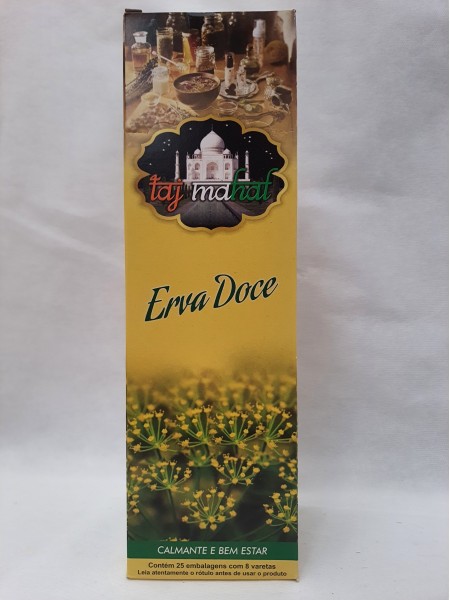 taj mahal
Erva Doce
CALMANTE E BEM ESTAR
Contém 25 embalagens com 8 varetas
Leia atentamente o rótulo antes de usar o produto